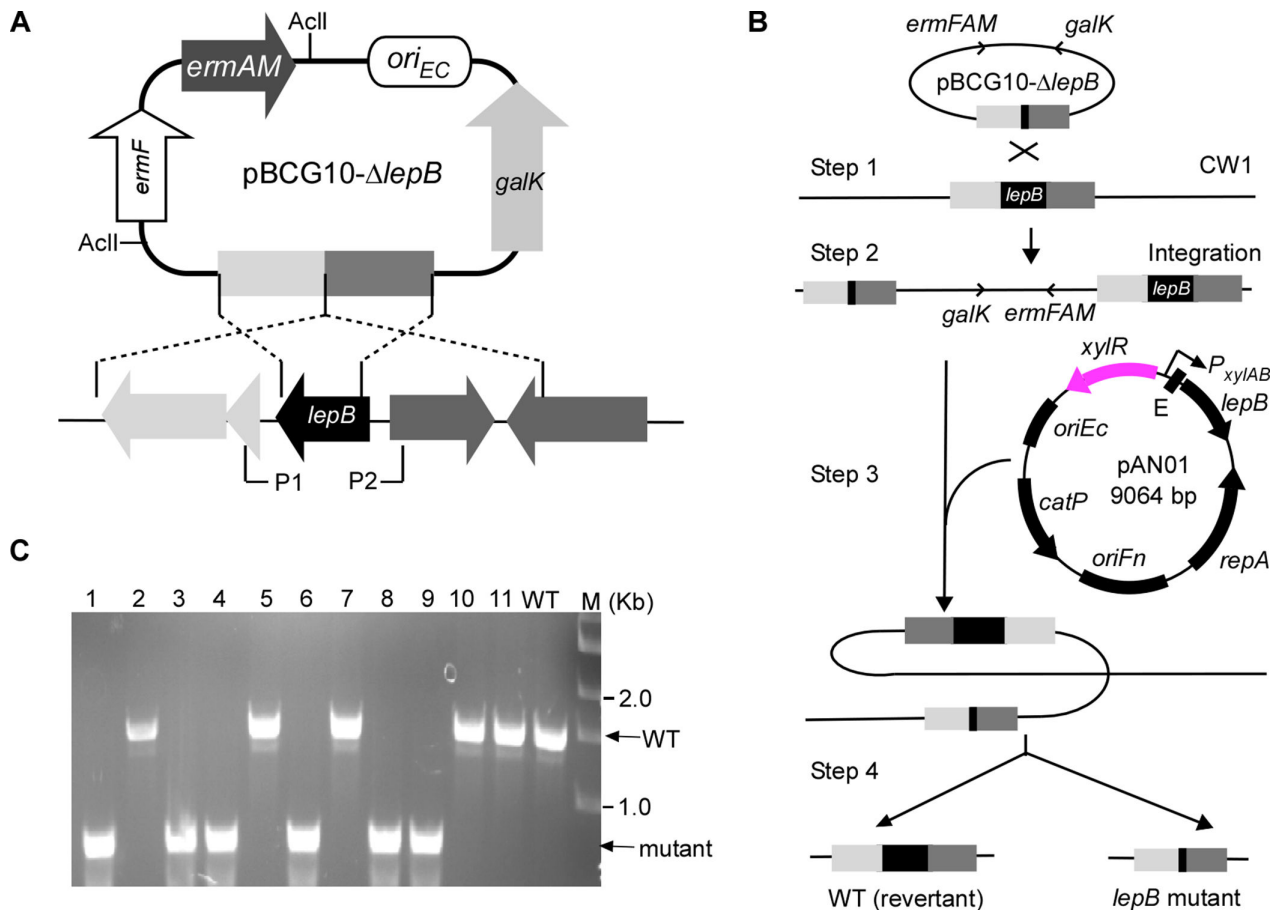 A
AclI
ermAM
oriEC
ermF
pBCG10-ΔlepB
galK
AclI
lepB
P1
P2
B
ermFAM
galK
pBCG10-ΔlepB
Step 1
CW1
lepB
Step 2
Integration
lepB
galK
ermFAM
xylR
PxylAB
E
lepB
oriEc
Step 3
pAN01
9064 bp
catP
oriFn
repA
Step 4
WT (revertant)
lepB mutant
C
1 2 3 4 5 6 7 8 9 10 11 WT M (Kb)
2.0
WT
1.0
mutant